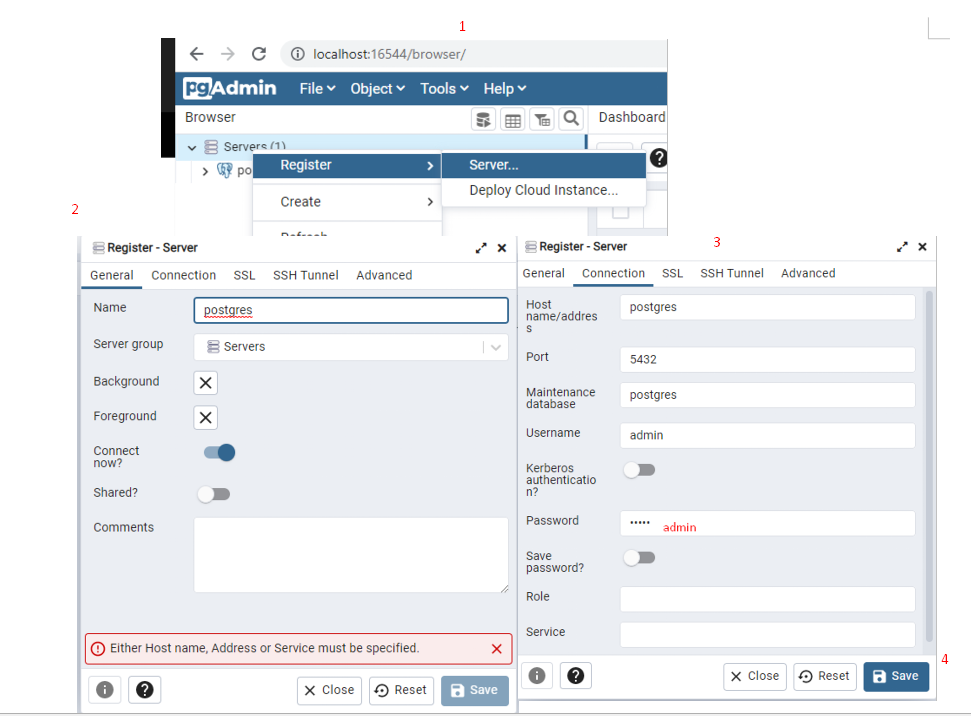 1
localhost:16544/browser/
pgAdmin File Object Tools Help
Browser Dashboard
Servers (1)
Register Server...
po
Deploy Cloud Instance...
Create
Refresh
2
Register - Server
General Connection SSL SSH Tunnel Advanced
Name postgres
Server group Servers
Background
Foreground
Connect
now?
Shared?
Comments
Either Host name, Address or Service must be specified.
Close Reset Save
3
Register - Server
General Connection SSL SSH Tunnel Advanced
Host
name/addres
s
postgres
Port 5432
Maintenance
database
postgres
Username admin
Kerberos
authenticatio
n?
Password ••••• admin
Save
password?
Role
Service
4
Close Reset Save